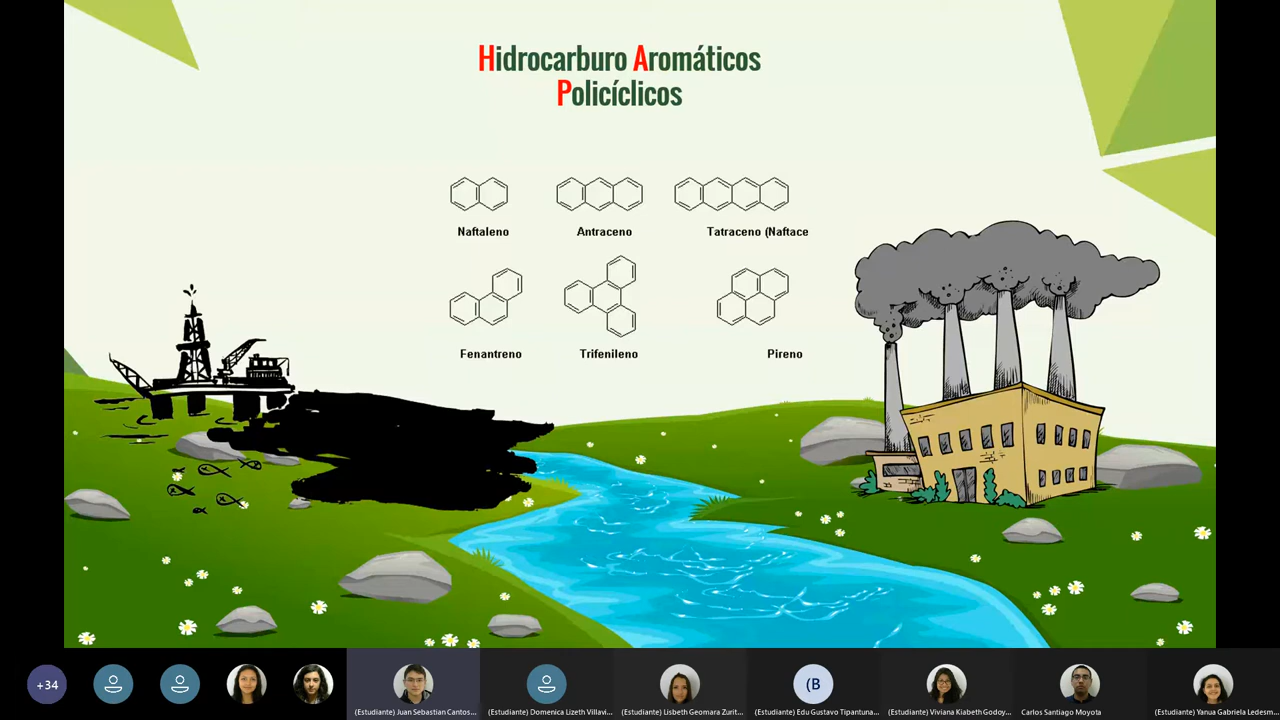 Hidrocarburo Aromáticos
Policíclicos
Naftaleno
Antraceno
Tatraceno (Naftace
Fenantreno
Trifenileno
Pireno
+34
(Estudiante) Juan Sebastian Cantos...
(Estudiante) Domenica Lizeth Villavi...
(Estudiante) Lisbeth Geomara Zurit...
(B
(Estudiante) Edu Gustavo Tipantuna...
(Estudiante) Viviana Kiabeth Godoy...
Carlos Santiago Moyota
(Estudiante) Yanua Gabriela Ledesm...